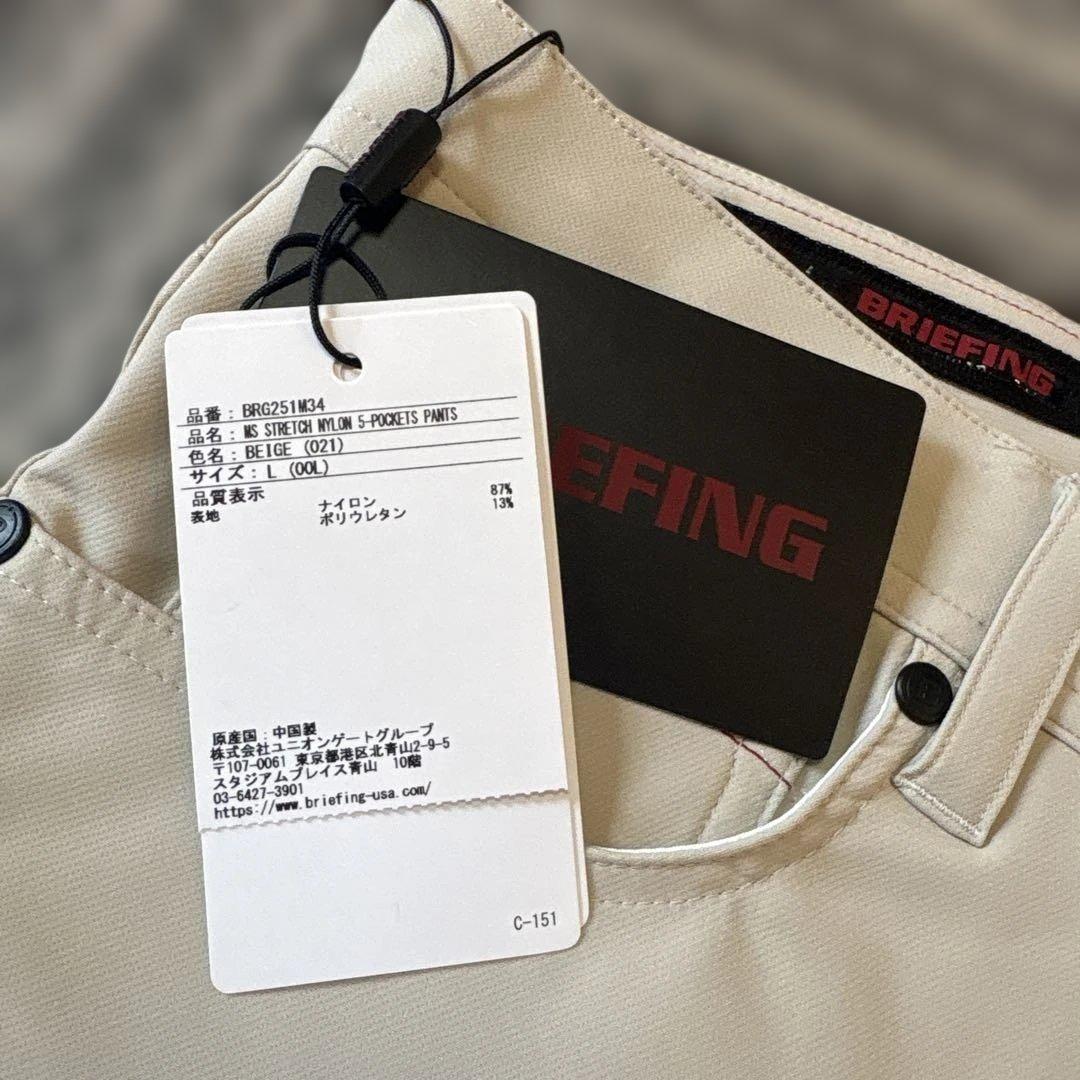 BRIEFING
品番 : BRG251M34
品名 : MS STRETCH NYLON 5-POCKETS PANTS
色名 : BEIGE (021)
サイズ : L (00L)
品質表示
表地 ナイロン 87%
ポリウレタン 13%
EFING
原産国 : 中国製
株式会社ユニオンゲートグループ
〒107-0061 東京都港区北青山2-9-5
スタジアムプレイス青山 10階
03-6427-3901
https://www.briefing-usa.com/
C-151